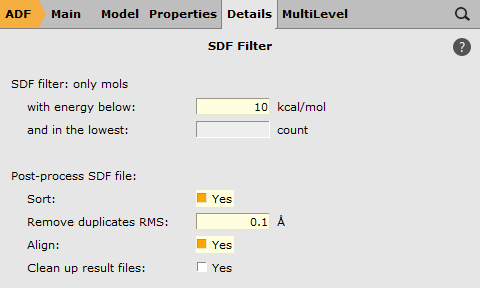 ADF Main Model Properties Details MultiLevel
SDF Filter
?
SDF filter: only mols
with energy below: 10 kcal/mol
and in the lowest: count
Post-process SDF file:
Sort: Yes
Remove duplicates RMS: 0.1 Å
Align: Yes
Clean up result files: Yes